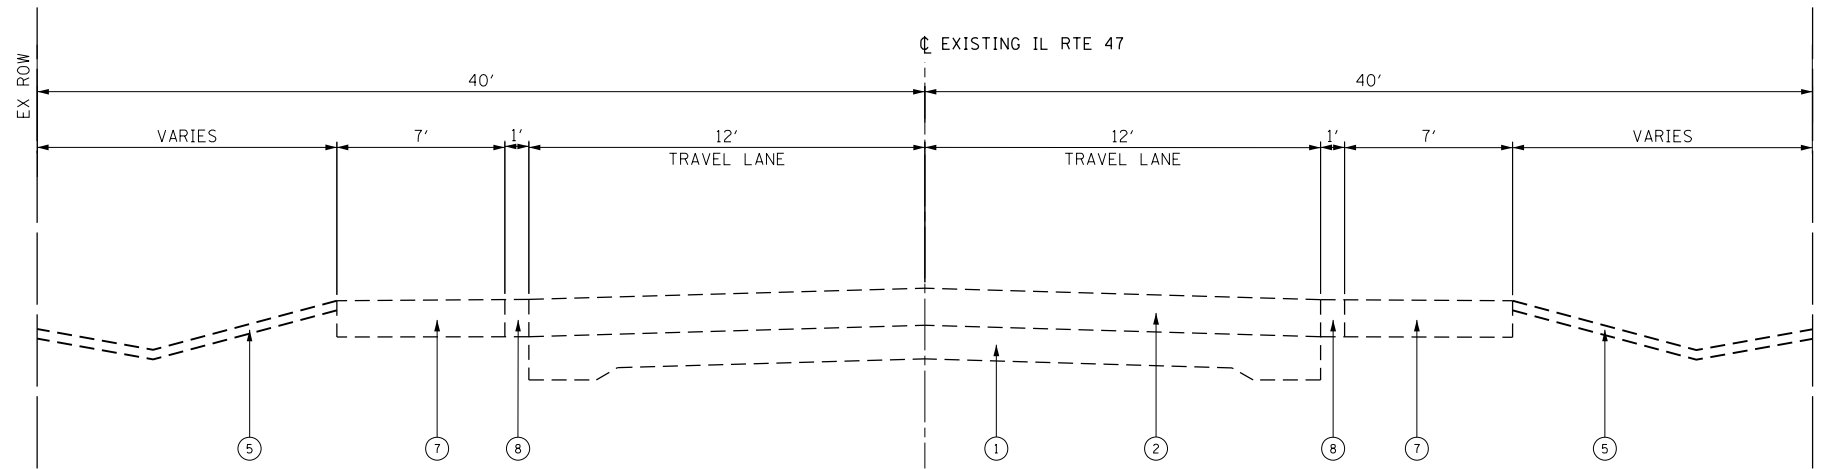 ℄ EXISTING IL RTE 47
EX ROW
40' 40'
VARIES 7' 1' 12' 12' 1' 7' VARIES
TRAVEL LANE TRAVEL LANE
5 7 8 1 2 8 7 5